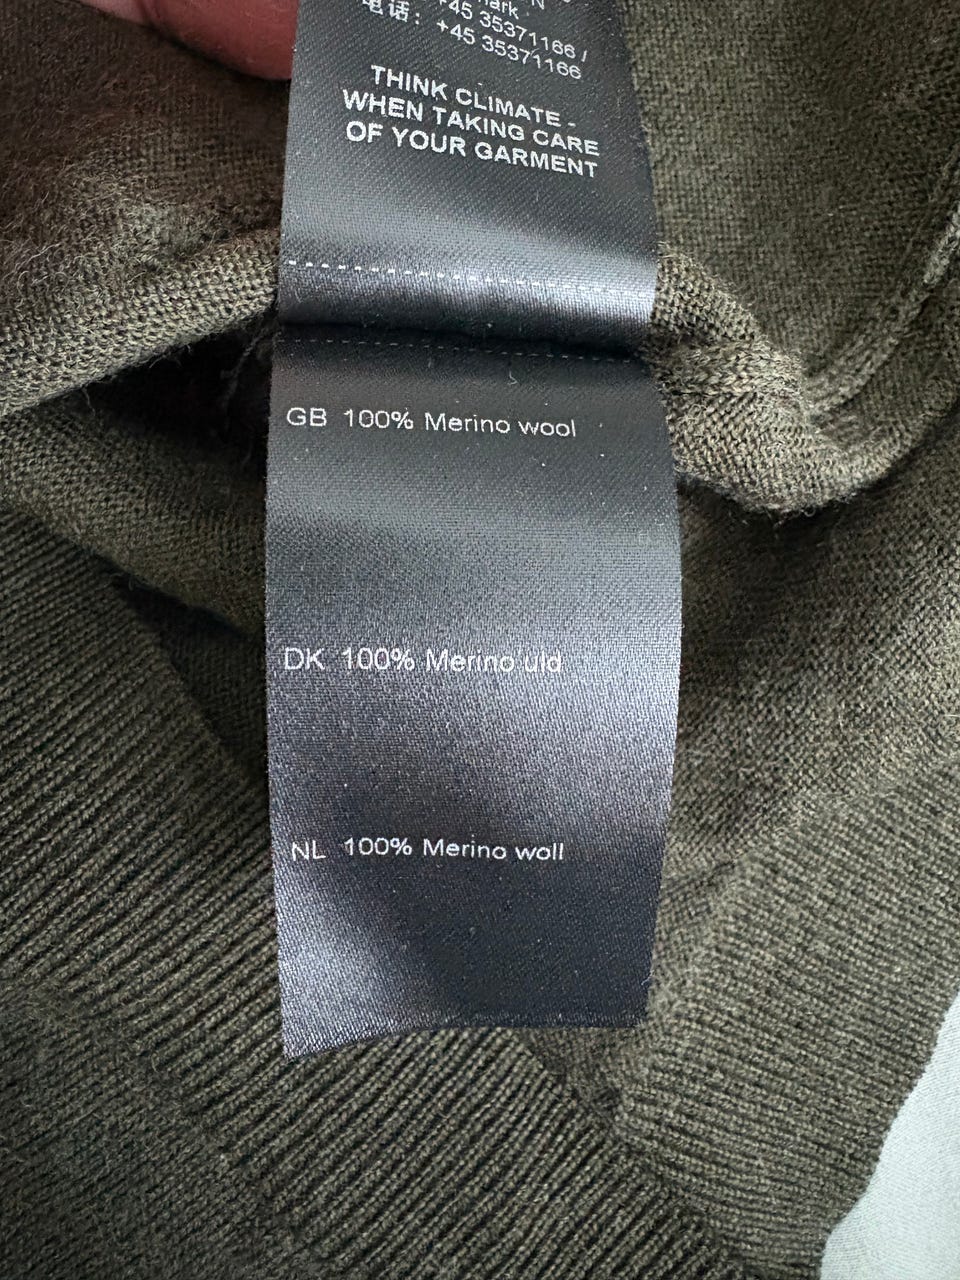 +45 35371166 /
电话: +45 35371166
THINK CLIMATE -
WHEN TAKING CARE
OF YOUR GARMENT
GB 100% Merino wool
DK 100% Merino uld
NL 100% Merino woll